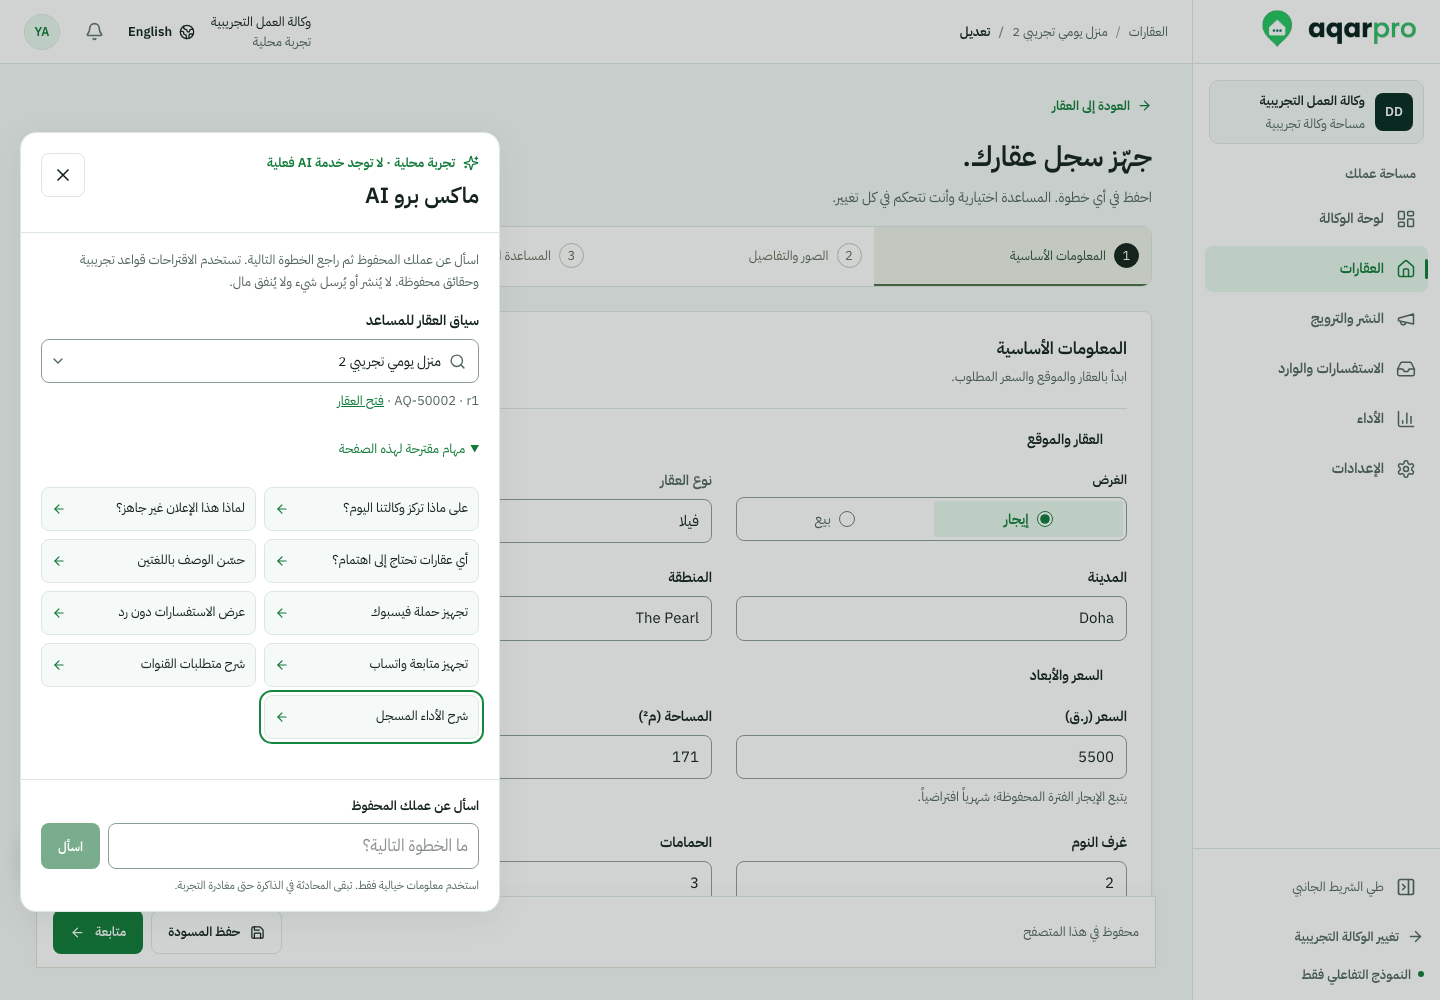 aqarpro
العقارات / منزل يومي تجريبي 2 / تعديل
وكالة العمل التجريبية
تجربة محلية
English
YA
DD
وكالة العمل التجريبية
مساحة وكالة تجريبية
مساحة عملك
لوحة الوكالة
العقارات
النشر والترويج
الاستفسارات والوارد
الأداء
الإعدادات
طي الشريط الجانبي
تغيير الوكالة التجريبية
النموذج التفاعلي فقط
العودة إلى العقار
جهّز سجل عقارك.
احفظ في أي خطوة. المساعدة اختيارية وأنت تتحكم في كل تغيير.
1 المعلومات الأساسية
2 الصور والتفاصيل
3 المساعدة
المعلومات الأساسية
ابدأ بالعقار والموقع والسعر المطلوب.
العقار والموقع
الغرض
نوع العقار
إيجار
بيع
فيلا
المدينة
المنطقة
Doha
The Pearl
السعر والأبعاد
السعر (ر.ق)
المساحة (م²)
5500
171
يتبع الإيجار الفترة المحفوظة؛ شهرياً افتراضياً.
غرف النوم
الحمامات
2
3
محفوظ في هذا المتصفح
حفظ المسودة
متابعة
تجربة محلية · لا توجد خدمة AI فعلية
ماكس برو AI
اسأل عن عملك المحفوظ ثم راجع الخطوة التالية. تستخدم الاقتراحات قواعد تجريبية
وحقائق محفوظة. لا يُنشر أو يُرسل شيء ولا يُنفق مال.
سياق العقار للمساعد
منزل يومي تجريبي 2
AQ-50002 · r1 · فتح العقار
مهام مقترحة لهذه الصفحة
على ماذا تركز وكالتنا اليوم؟
لماذا هذا الإعلان غير جاهز؟
أي عقارات تحتاج إلى اهتمام؟
حسّن الوصف باللغتين
تجهيز حملة فيسبوك
عرض الاستفسارات دون رد
تجهيز متابعة واتساب
شرح متطلبات القنوات
شرح الأداء المسجل
اسأل عن عملك المحفوظ
ما الخطوة التالية؟
اسأل
استخدم معلومات خيالية فقط. تبقى المحادثة في الذاكرة حتى مغادرة التجربة.